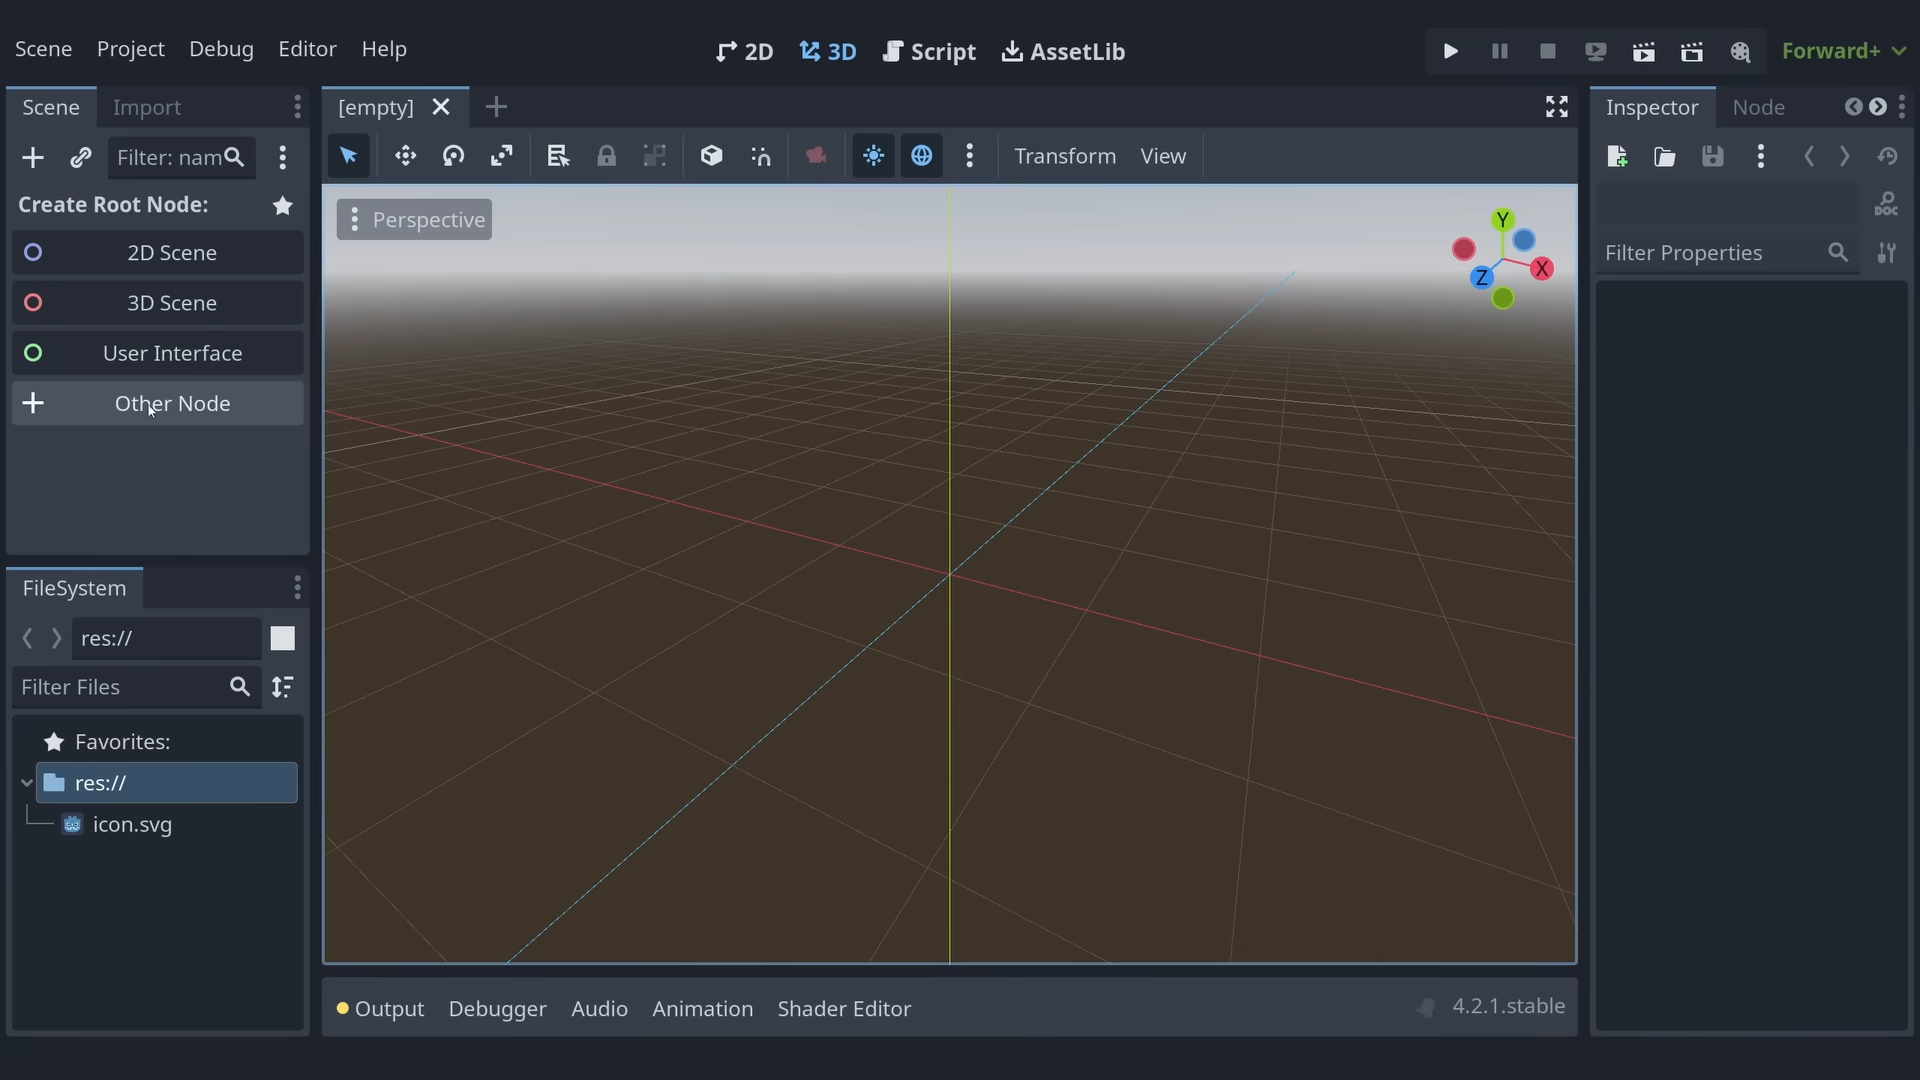 Scene Project Debug Editor Help
2D 3D Script AssetLib
Forward+
Scene Import
Filter: nam
Create Root Node:
2D Scene
3D Scene
User Interface
Other Node
FileSystem
res://
Filter Files
Favorites:
res://
icon.svg
[empty]
Transform View
Perspective
Y
X
Z
Output Debugger Audio Animation Shader Editor
4.2.1.stable
Inspector Node
DOC
Filter Properties